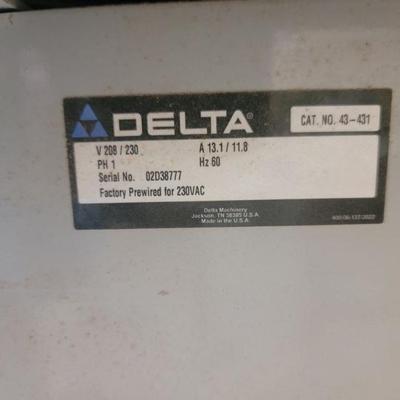 DELTA®
CAT. NO. 43-431
V 208 / 230 A 13.1 / 11.8
PH 1 Hz 60
Serial No. 02D38777
Factory Prewired for 230VAC
Delta Machinery
Jackson, TN 38305 U.S.A.
Made in the U.S.A.